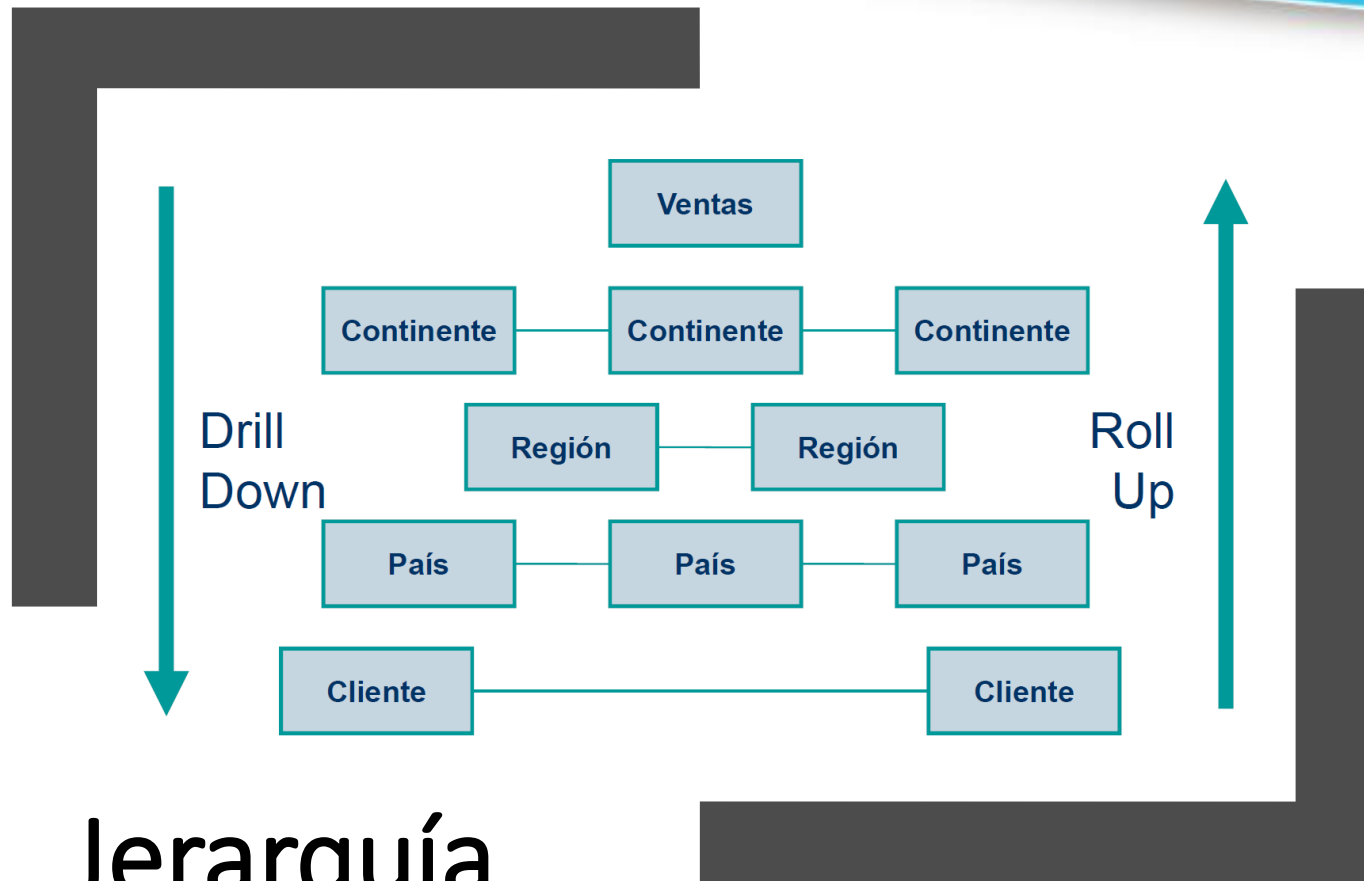 Ventas
Continente Continente Continente
Drill
Down
Región Región
Roll
Up
País País País
Cliente Cliente
Jerarquía